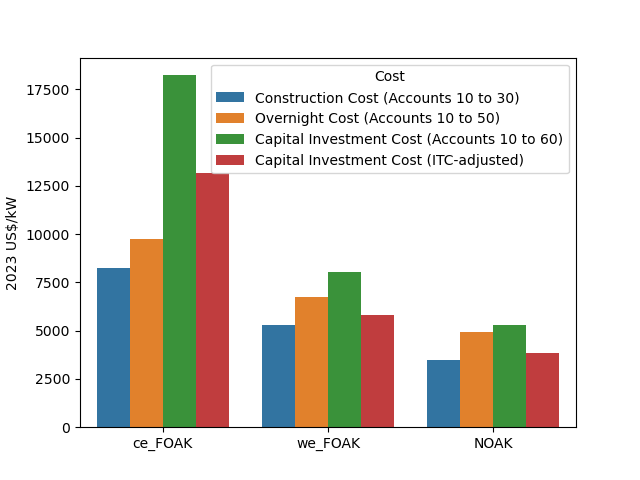 Cost
Construction Cost (Accounts 10 to 30)
Overnight Cost (Accounts 10 to 50)
Capital Investment Cost (Accounts 10 to 60)
Capital Investment Cost (ITC-adjusted)
2023 US$/kW
17500
15000
12500
10000
7500
5000
2500
0
ce_FOAK
we_FOAK
NOAK